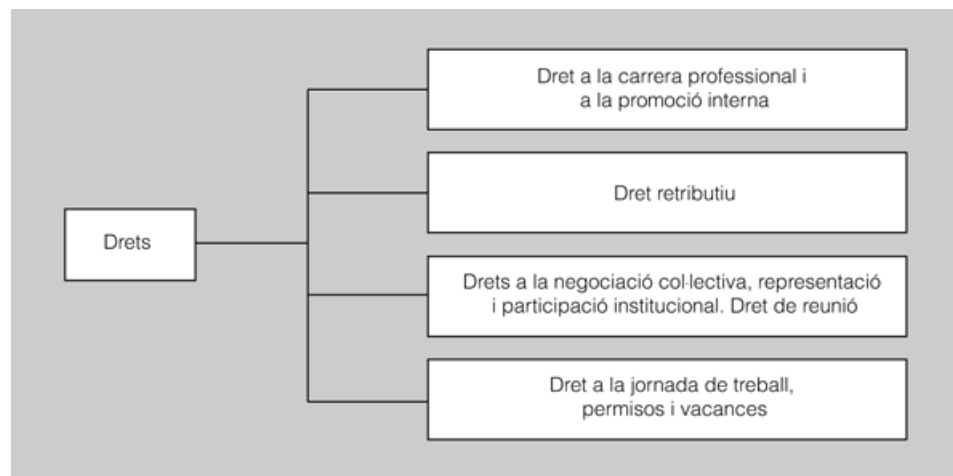 Dret a la carrera professional i
a la promoció interna
Dret retributiu
Drets
Drets a la negociació col·lectiva, representació
i participació institucional. Dret de reunió
Dret a la jornada de treball,
permisos i vacances